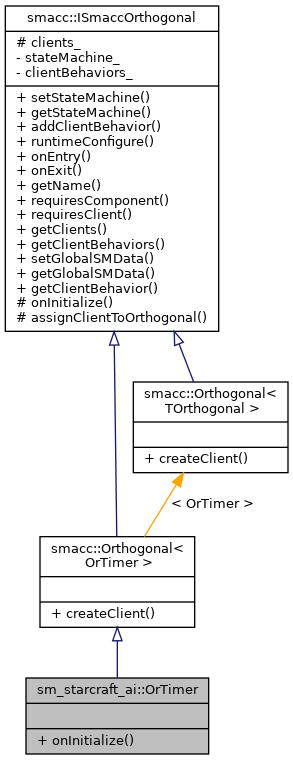 smacc::ISmaccOrthogonal
# clients_
- stateMachine_
- clientBehaviors_
+ setStateMachine()
+ getStateMachine()
+ addClientBehavior()
+ runtimeConfigure()
+ onEntry()
+ onExit()
+ getName()
+ requiresComponent()
+ requiresClient()
+ getClients()
+ getClientBehaviors()
+ setGlobalSMData()
+ getGlobalSMData()
+ getClientBehavior()
# onInitialize()
# assignClientToOrthogonal()
smacc::Orthogonal<
TOrthogonal >
+ createClient()
< OrTimer >
smacc::Orthogonal<
OrTimer >
+ createClient()
sm_starcraft_ai::OrTimer
+ onInitialize()